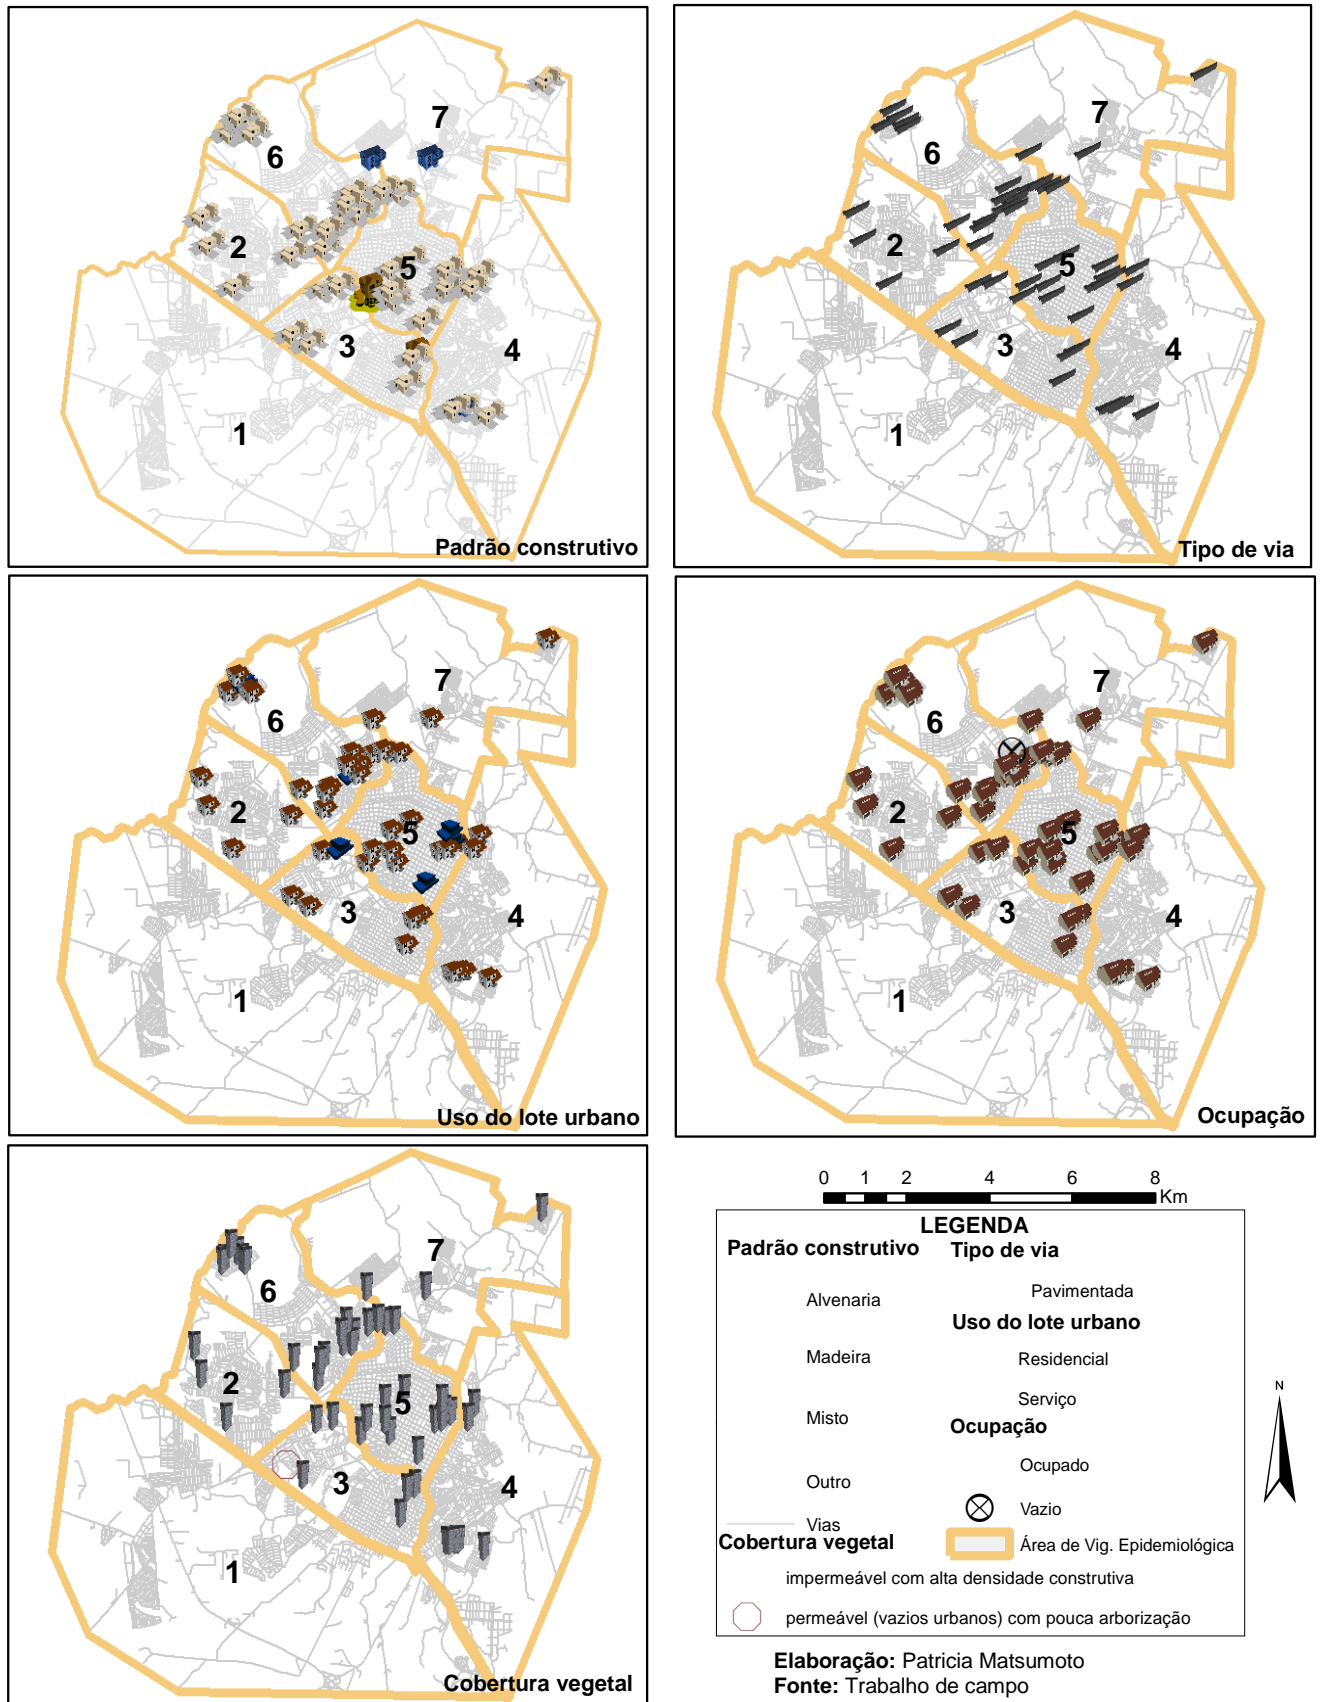 7
6
2
5
3
4
1
Padrão construtivo
7
6
2
5
3
4
1
Tipo de via
7
6
2
5
3
4
1
Uso do lote urbano
7
6
2
5
3
4
1
Ocupação
7
6
2
5
3
4
1
Cobertura vegetal
0 1 2 4 6 8
Km
LEGENDA
Padrão construtivo
Alvenaria
Madeira
Misto
Outro
Vias
Cobertura vegetal
Tipo de via
Pavimentada
Uso do lote urbano
Residencial
Serviço
Ocupação
Ocupado
Vazio
Área de Vig. Epidemiológica
impermeável com alta densidade construtiva
permeável (vazios urbanos) com pouca arborização
N
Elaboração: Patricia Matsumoto
Fonte: Trabalho de campo